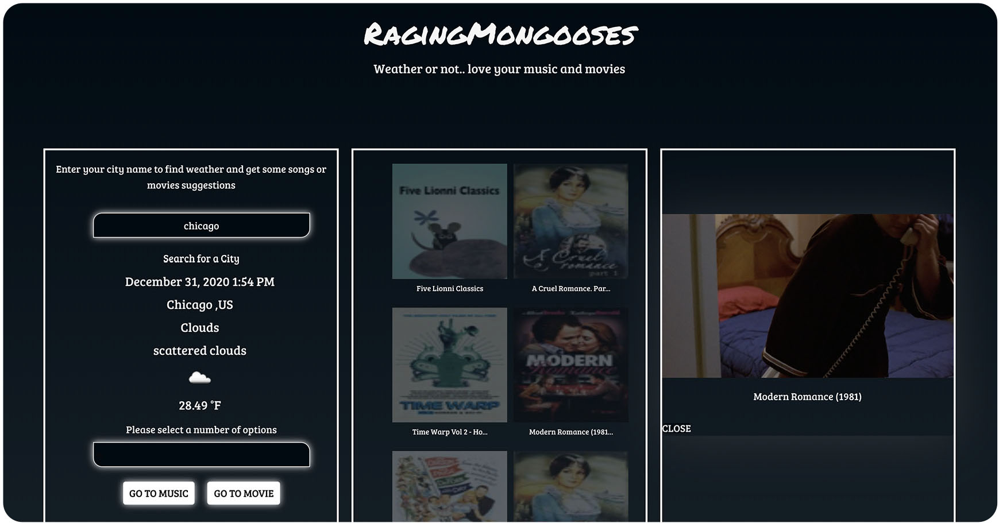 RagingMongooses
Weather or not.. love your music and movies
Enter your city name to find weather and get some songs or
movies suggestions
chicago
Search for a City
December 31, 2020 1:54 PM
Chicago ,US
Clouds
scattered clouds
28.49 °F
Please select a number of options
GO TO MUSIC
GO TO MOVIE
Five Lionni Classics
Five Lionni Classics
A Cruel
romance
part 1
A Cruel Romance. Par...
TIME WARP
Time Warp Vol 2 - Ho...
MODERN
Romance
Modern Romance (1981...
Modern Romance (1981)
CLOSE